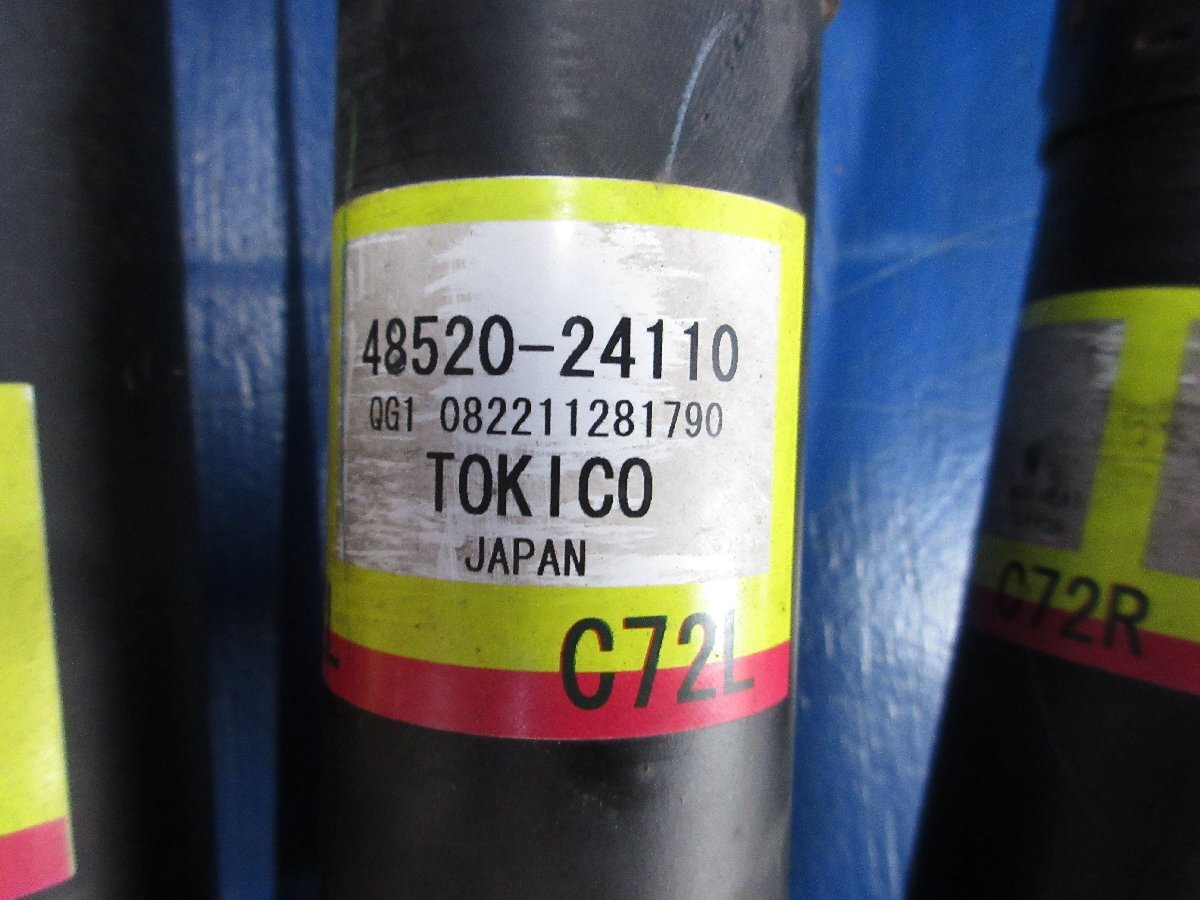 48520-24110
QG1 082211281790
TOKICO
JAPAN
C72L
C72R